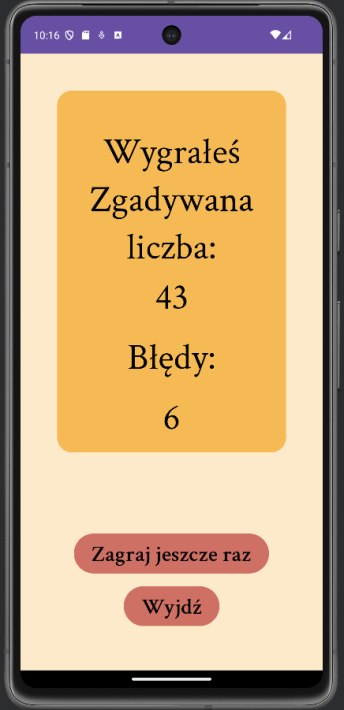 10:16
Wygrałeś
Zgadywana
liczba:
43
Błędy:
6
Zagraj jeszcze raz
Wyjdź